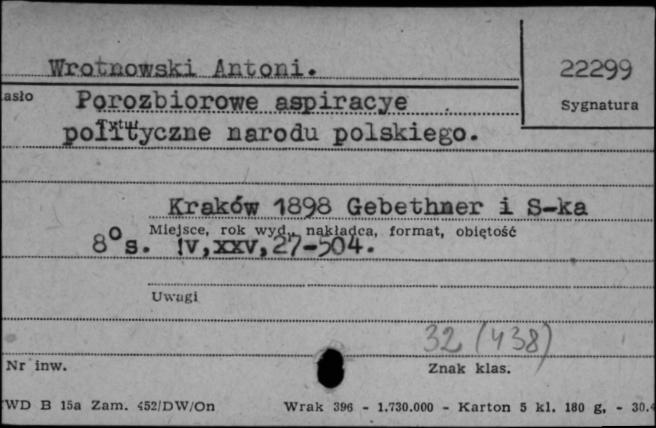 Wrotnowski Antoni.
22299
asło
Porozbiorowe aspiracye
Sygnatura
polityczne narodu polskiego.
Kraków 1898 Gebethner i S-ka
Miejsce, rok wyd., nakładca, format, objętość
8° s. IV,XXV,27-504.
Uwagi
32 (438)
Nr inw.
Znak klas.
WD B 15a Zam. 452/DW/On Wrak 396 - 1.730.000 - Karton 5 kl. 180 g, - 30.